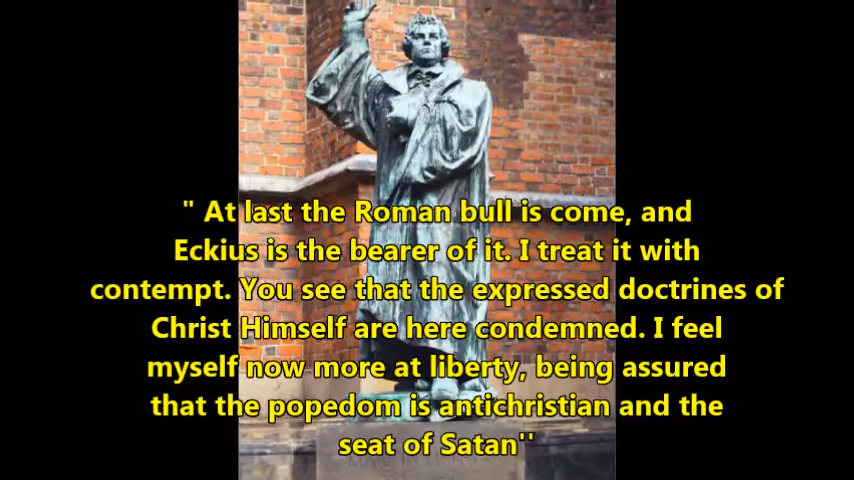 " At last the Roman bull is come, and
Eckius is the bearer of it. I treat it with
contempt. You see that the expressed doctrines of
Christ Himself are here condemned. I feel
myself now more at liberty, being assured
that the popedom is antichristian and the
seat of Satan''